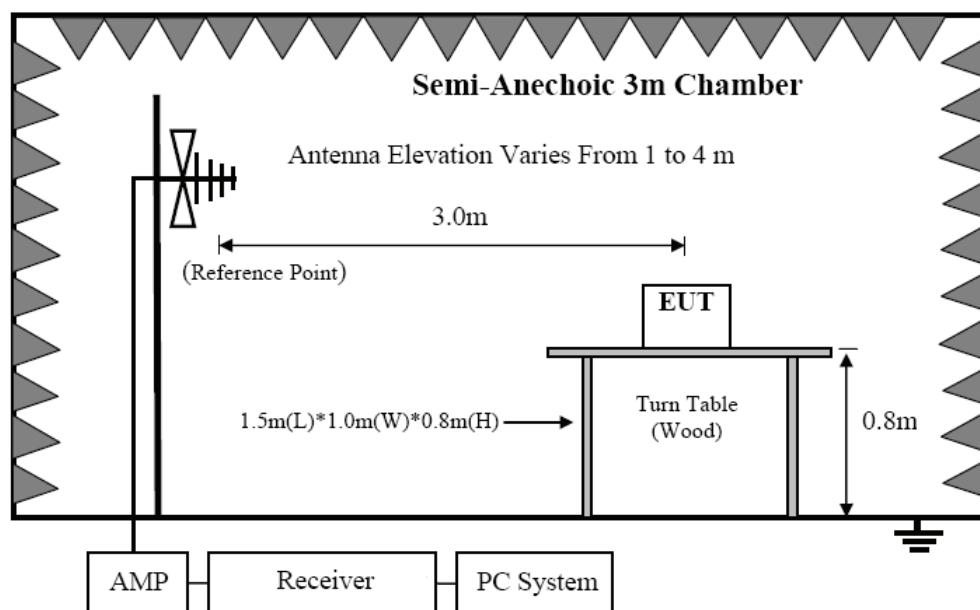 Semi-Anechoic 3m Chamber
Antenna Elevation Varies From 1 to 4 m
3.0m
(Reference Point)
EUT
1.5m(L)*1.0m(W)*0.8m(H)
Turn Table
(Wood)
0.8m
AMP
Receiver
PC System